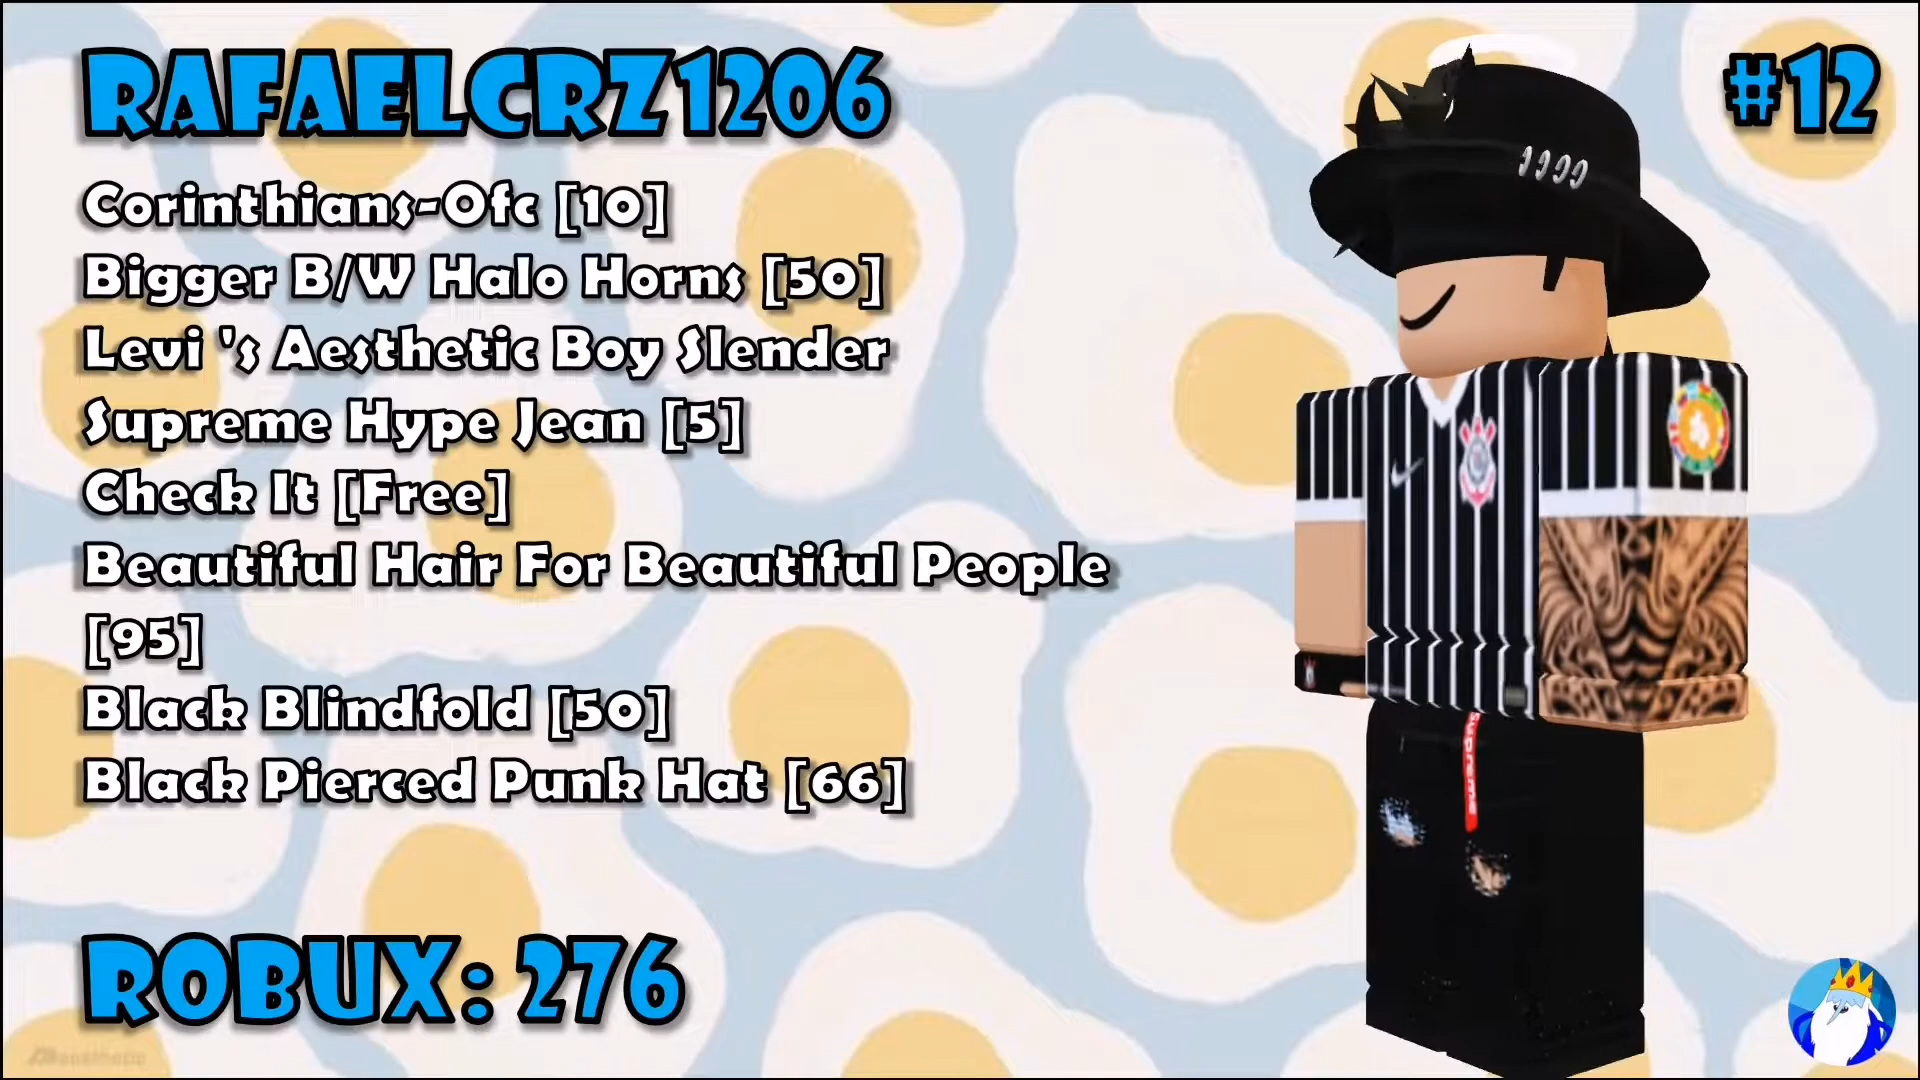 RAFAELCRZ1206
#12
Corinthians-Ofc [10]
Bigger B/W Halo Horns [50]
Levi 's Aesthetic Boy Slender
Supreme Hype Jean [5]
Check It [Free]
Beautiful Hair For Beautiful People
[95]
Black Blindfold [50]
Black Pierced Punk Hat [66]
Supreme
ROBUX: 276